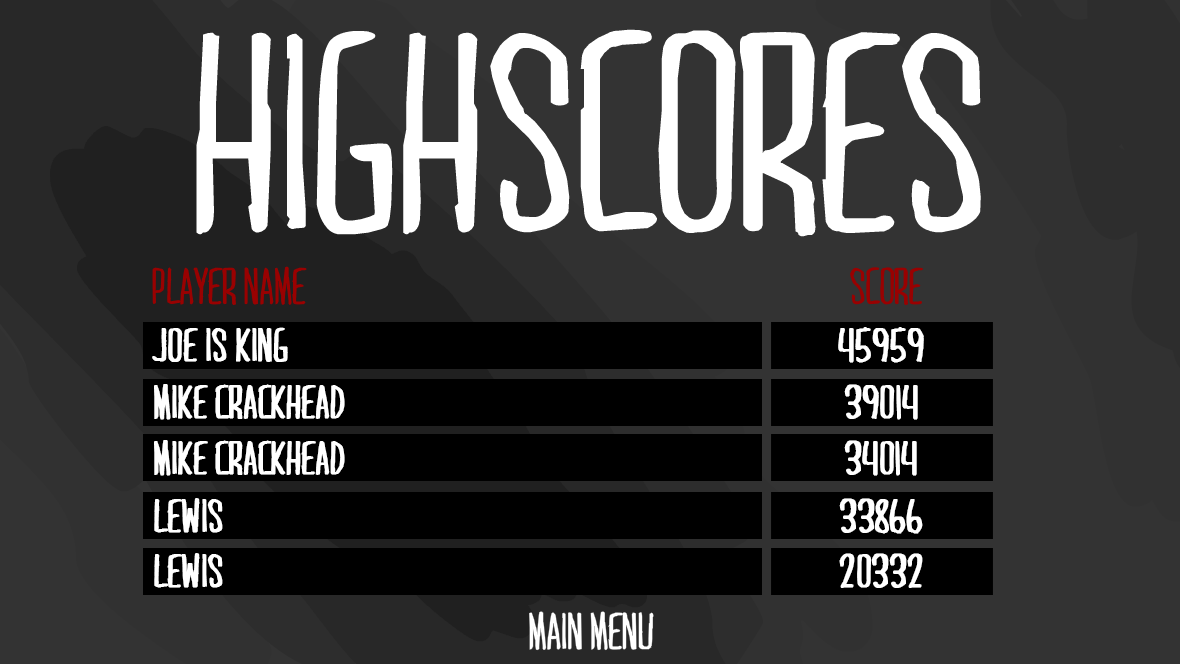 HIGHSCORES
PLAYER NAME SCORE
JOE IS KING 45959
MIKE CRACKHEAD 39014
MIKE CRACKHEAD 34014
LEWIS 33866
LEWIS 20332
MAIN MENU